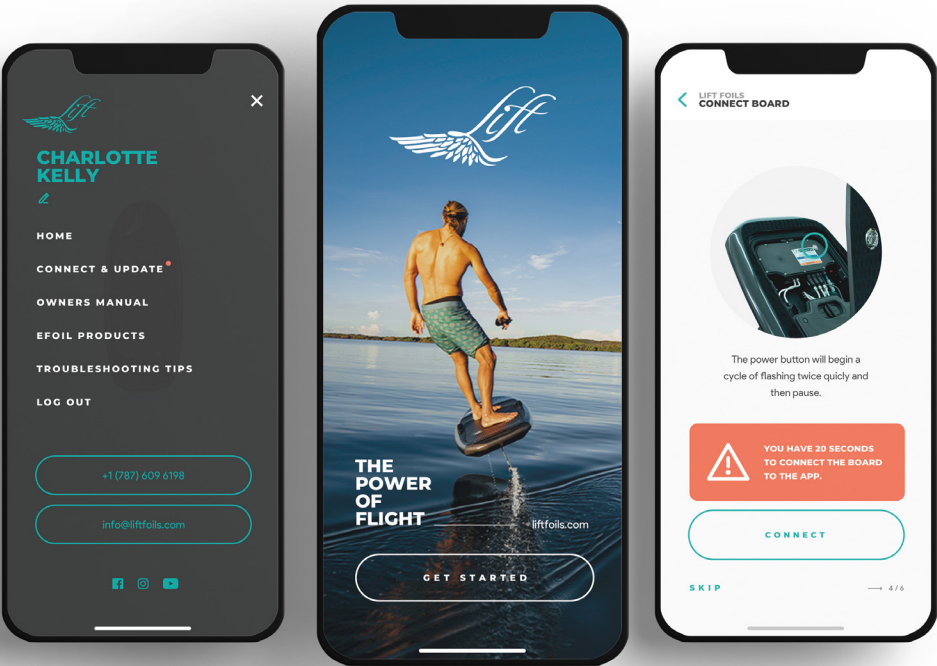 lift
CHARLOTTE
KELLY
HOME
CONNECT & UPDATE
OWNERS MANUAL
EFOIL PRODUCTS
TROUBLESHOOTING TIPS
LOG OUT
+1 (787) 609 6198
info@liftfoils.com
lift
THE
POWER
OF
FLIGHT
liftfoils.com
GET STARTED
LIFT FOILS
CONNECT BOARD
The power button will begin a
cycle of flashing twice quicly and
then pause.
YOU HAVE 20 SECONDS
TO CONNECT THE BOARD
TO THE APP.
CONNECT
SKIP
4/6